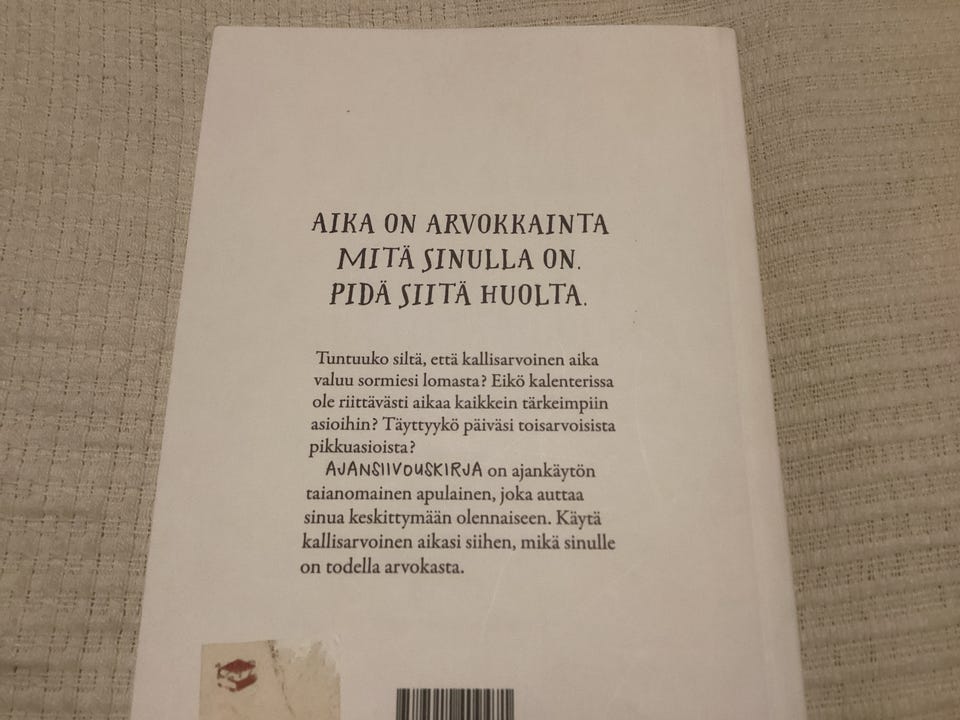 AIKA ON ARVOKKAINTA
MITÄ SINULLA ON.
PIDÄ SIITÄ HUOLTA.
Tuntuuko siltä, että kallisarvoinen aika
valuu sormiesi lomasta? Eikö kalenterissa
ole riittävästi aikaa kaikkein tärkeimpiin
asioihin? Täyttyykö päiväsi toisarvoisista
pikkuasioista?
AJANSIIVOUSKIRJA on ajankäytön
taianomainen apulainen, joka auttaa
sinua keskittymään olennaiseen. Käytä
kallisarvoinen aikasi siihen, mikä sinulle
on todella arvokasta.